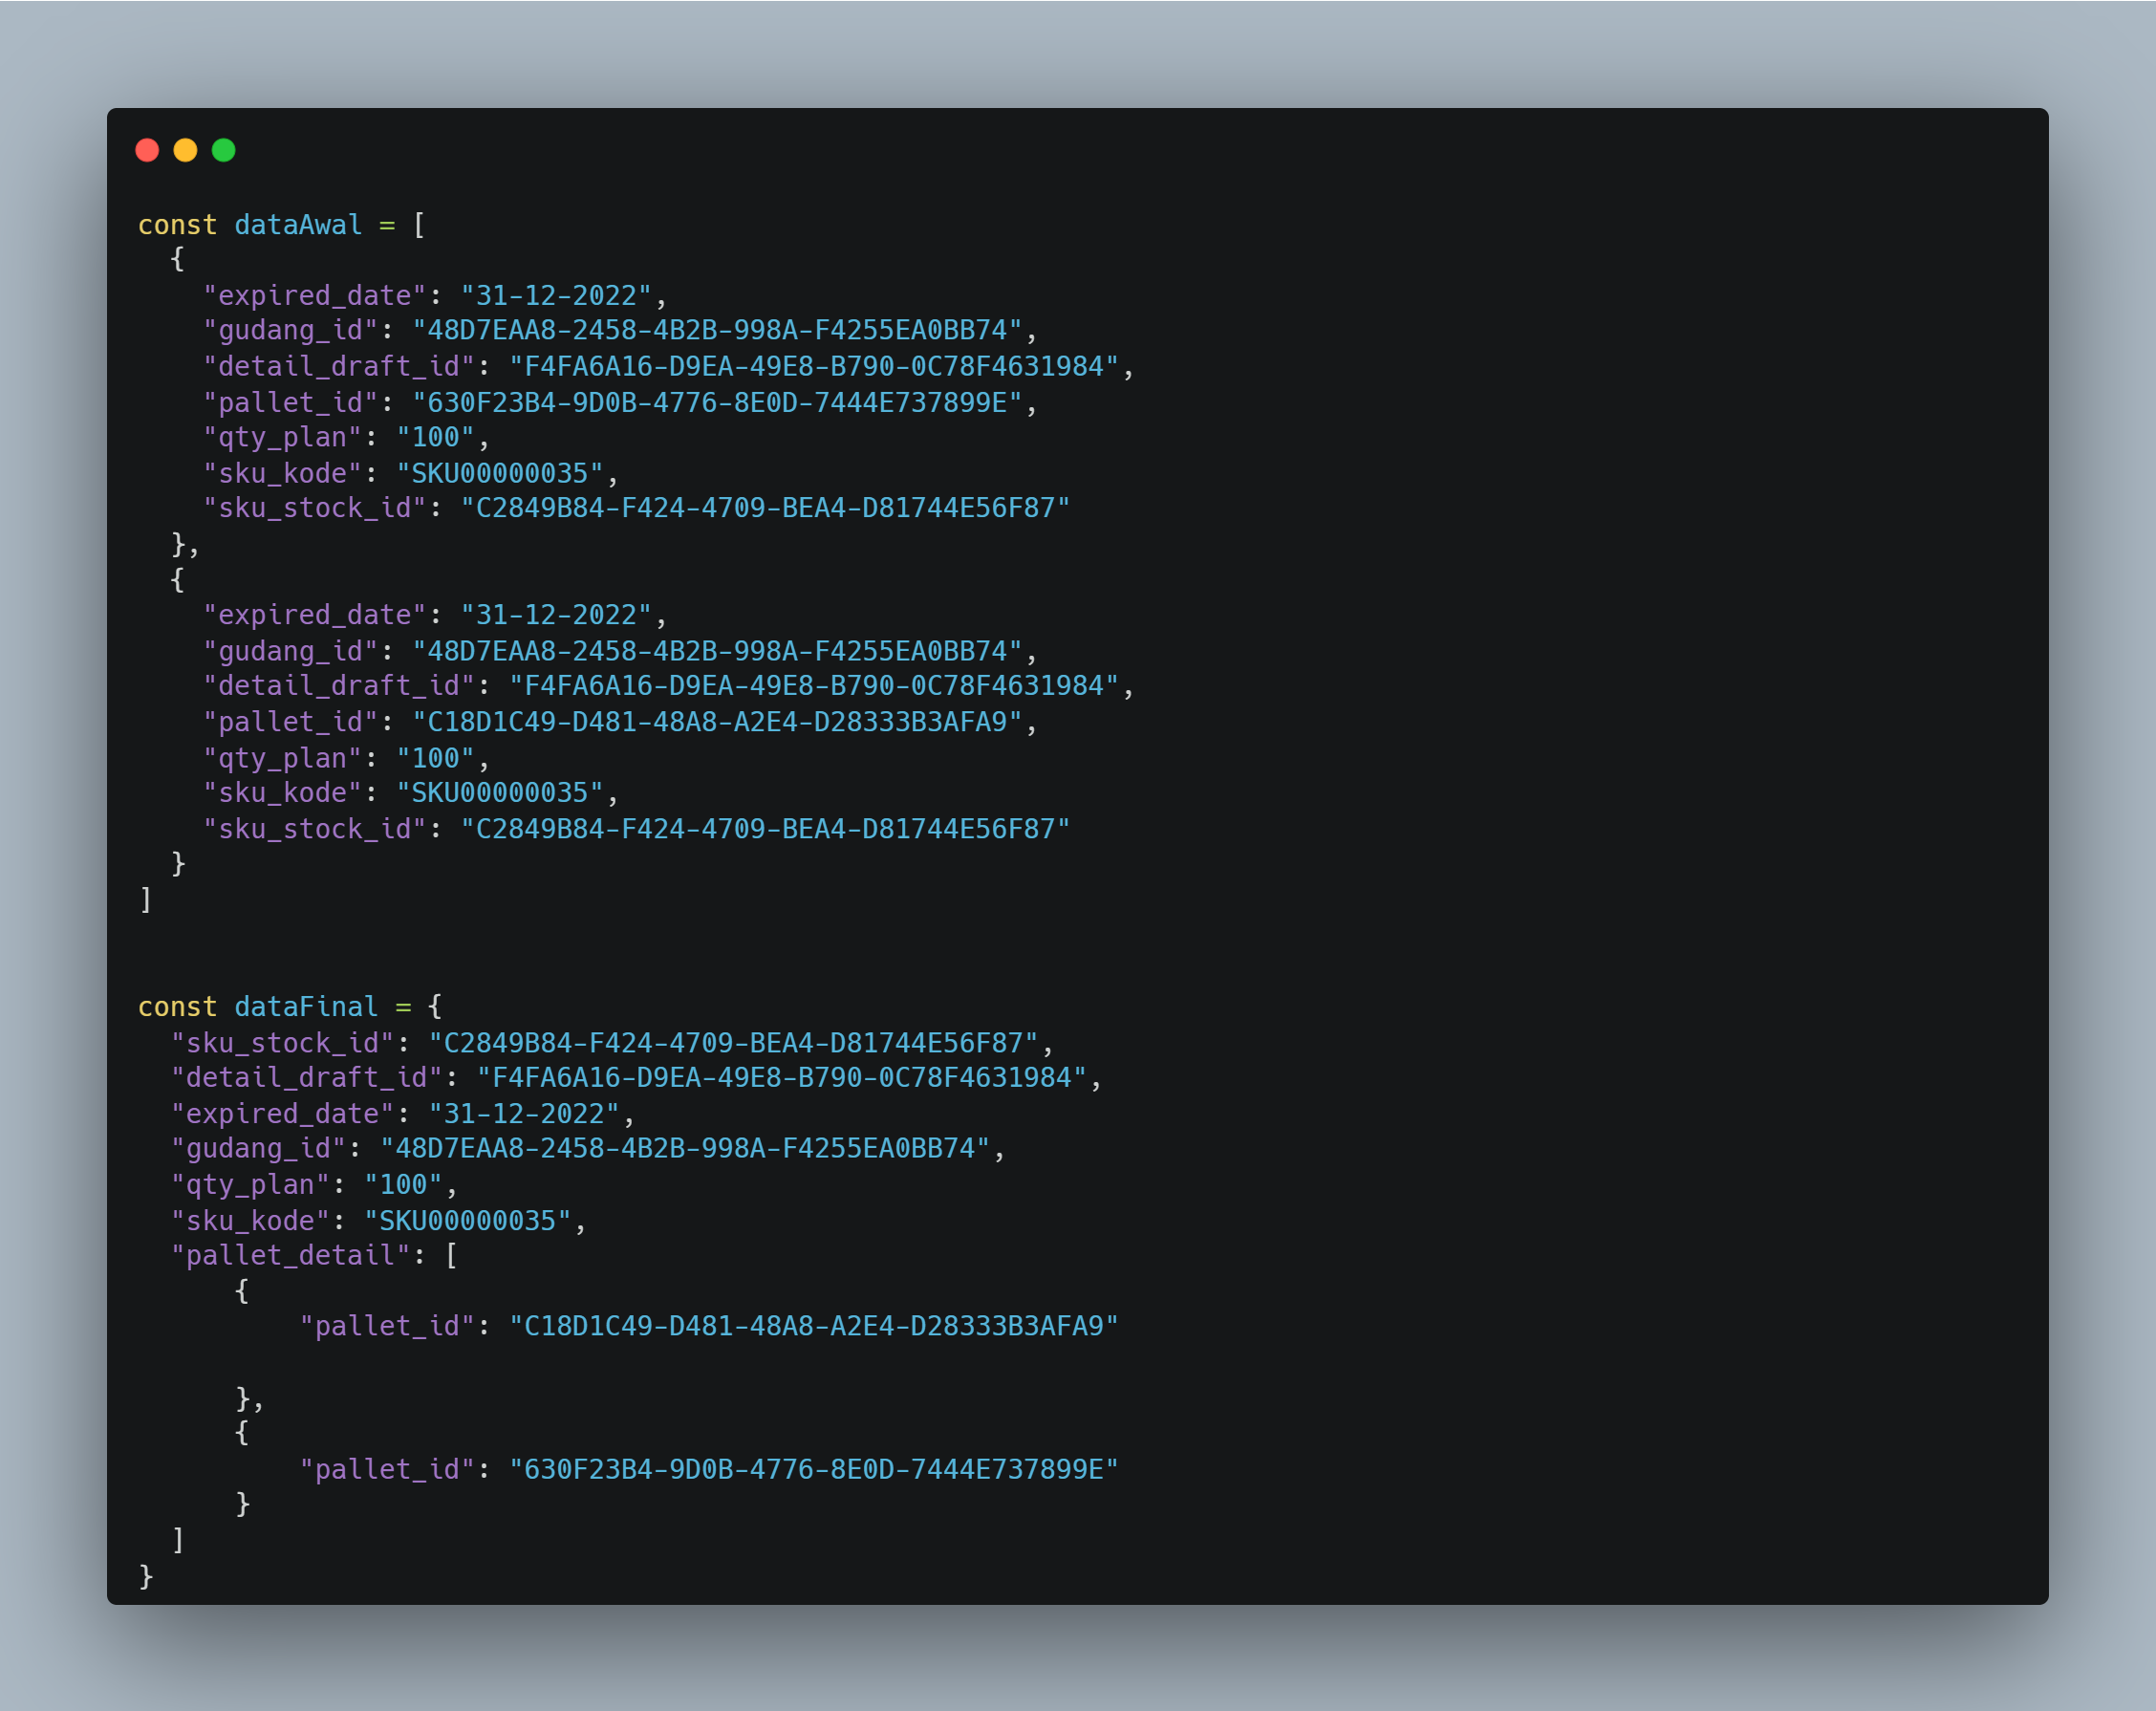 const dataAwal = [
  {
    "expired_date": "31-12-2022",
    "gudang_id": "48D7EAA8-2458-4B2B-998A-F4255EA0BB74",
    "detail_draft_id": "F4FA6A16-D9EA-49E8-B790-0C78F4631984",
    "pallet_id": "630F23B4-9D0B-4776-8E0D-7444E737899E",
    "qty_plan": "100",
    "sku_kode": "SKU00000035",
    "sku_stock_id": "C2849B84-F424-4709-BEA4-D81744E56F87"
  },
  {
    "expired_date": "31-12-2022",
    "gudang_id": "48D7EAA8-2458-4B2B-998A-F4255EA0BB74",
    "detail_draft_id": "F4FA6A16-D9EA-49E8-B790-0C78F4631984",
    "pallet_id": "C18D1C49-D481-48A8-A2E4-D28333B3AFA9",
    "qty_plan": "100",
    "sku_kode": "SKU00000035",
    "sku_stock_id": "C2849B84-F424-4709-BEA4-D81744E56F87"
  }
]
const dataFinal = {
  "sku_stock_id": "C2849B84-F424-4709-BEA4-D81744E56F87",
  "detail_draft_id": "F4FA6A16-D9EA-49E8-B790-0C78F4631984",
  "expired_date": "31-12-2022",
  "gudang_id": "48D7EAA8-2458-4B2B-998A-F4255EA0BB74",
  "qty_plan": "100",
  "sku_kode": "SKU00000035",
  "pallet_detail": [
      {
          "pallet_id": "C18D1C49-D481-48A8-A2E4-D28333B3AFA9"
      },
      {
          "pallet_id": "630F23B4-9D0B-4776-8E0D-7444E737899E"
      }
  ]
}